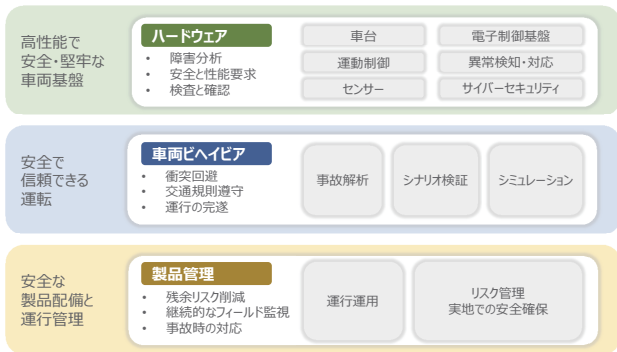 高性能で
安全・堅牢な
車両基盤
ハードウェア
• 障害分析
• 安全と性能要求
• 検査と確認
車台
電子制御基盤
運動制御
異常検知・対応
センサー
サイバーセキュリティ
安全で
信頼できる
運転
車両ビヘイビア
• 衝突回避
• 交通規則遵守
• 運行の完遂
事故解析
シナリオ検証
シミュレーション
安全な
製品配備と
運行管理
製品管理
• 残余リスク削減
• 継続的なフィールド監視
• 事故時の対応
運行運用
リスク管理
実地での安全確保